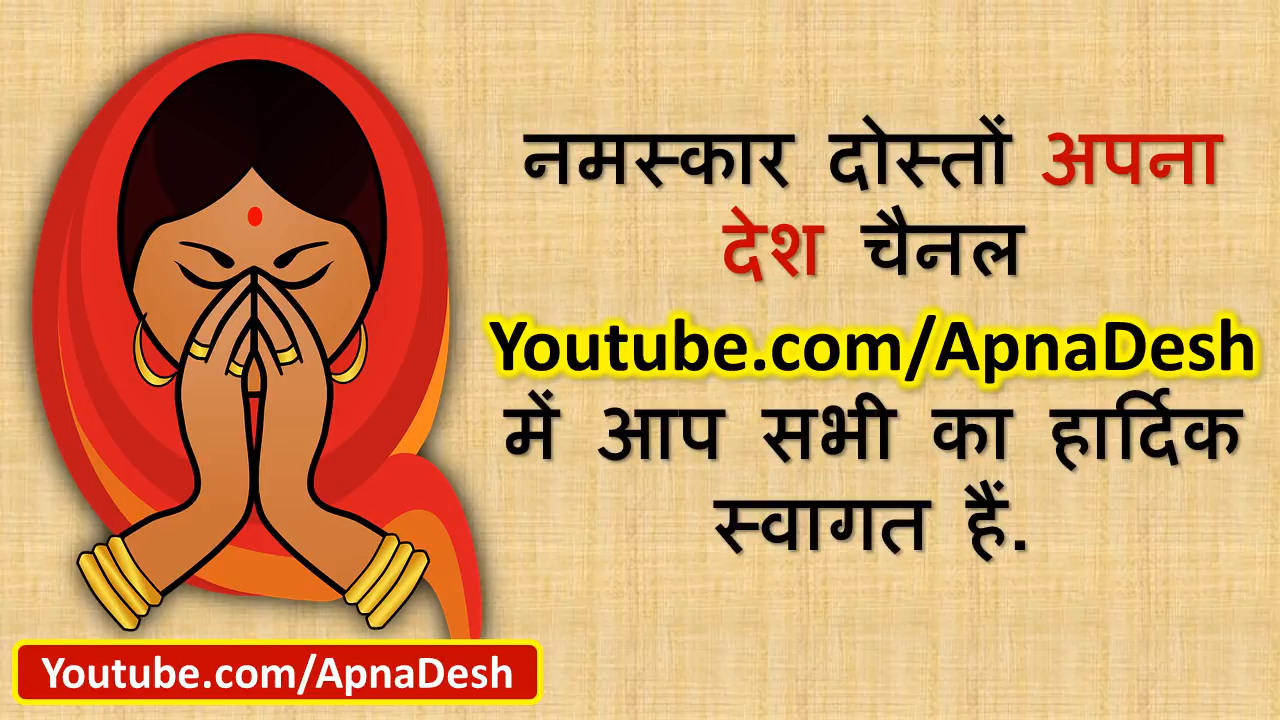 नमस्कार दोस्तों अपना
देश चैनल
Youtube.com/ApnaDesh
में आप सभी का हार्दिक
स्वागत हैं.
Youtube.com/ApnaDesh